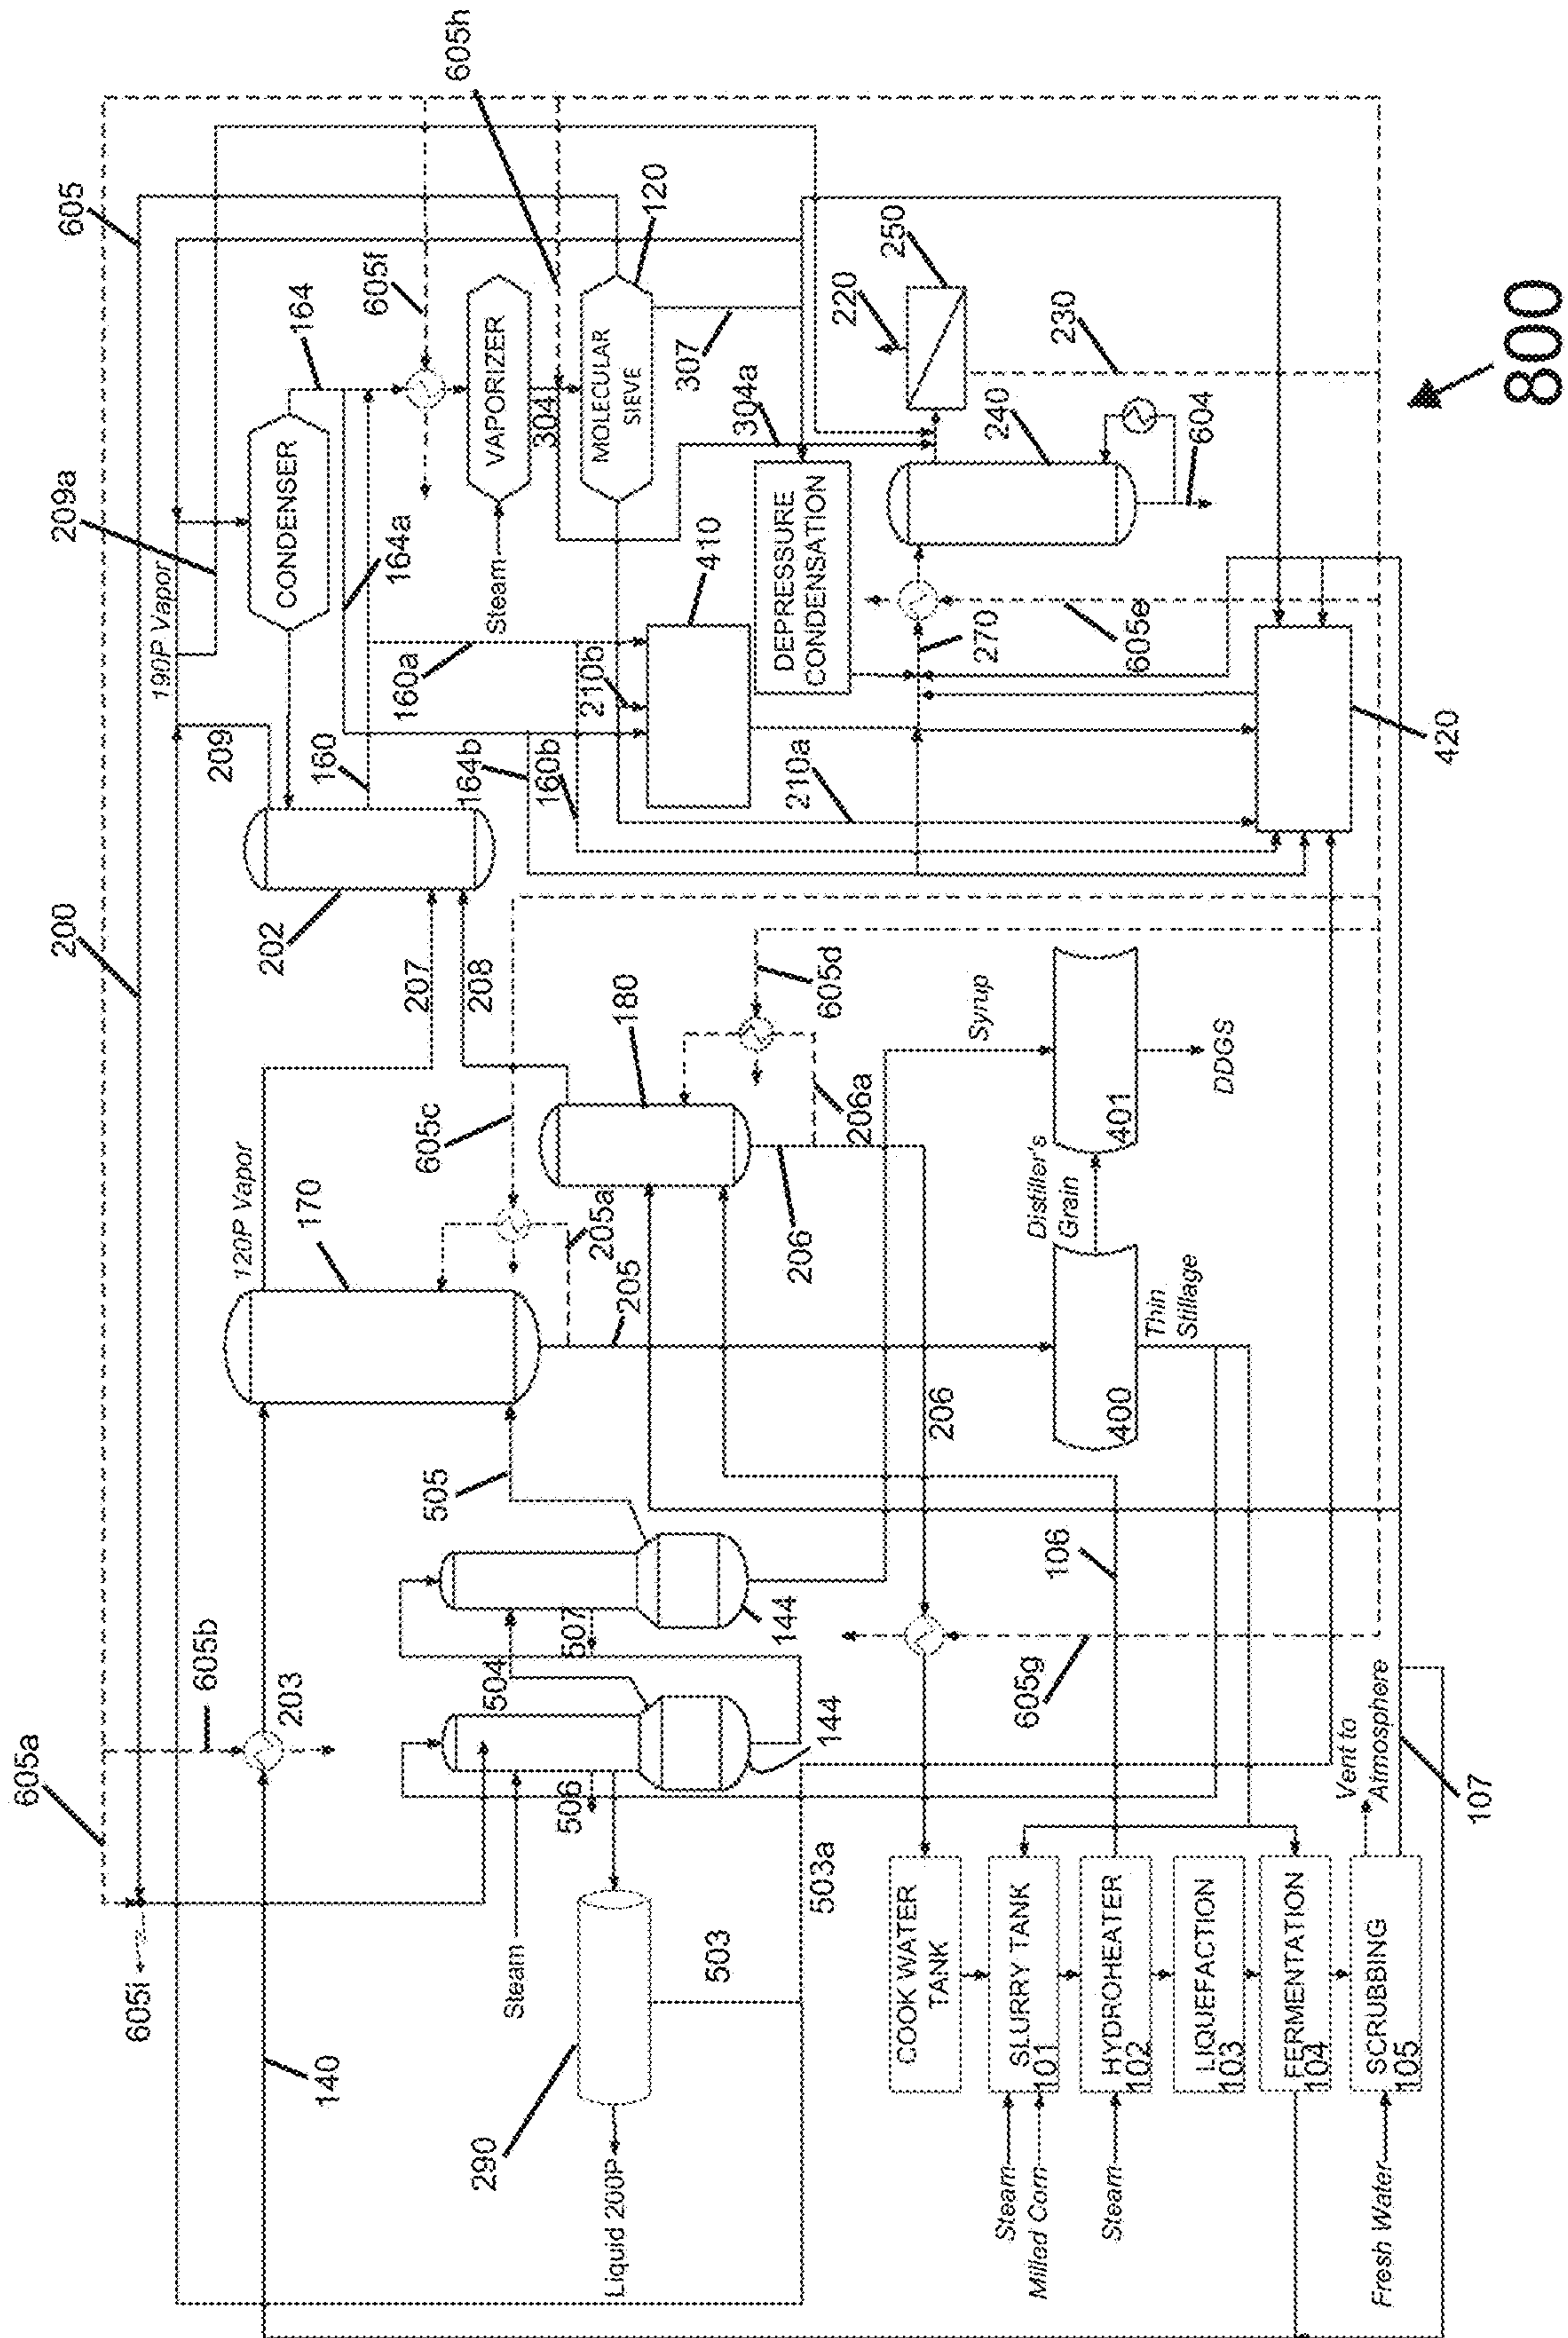 605a
605b
605
605i
200
209a
190P Vapor
140
203
209
CONDENSER
164
605f
605h
120P Vapor
170
207
208
202
160
164a
160a
Steam
VAPORIZER
304
MOLECULAR
SIEVE
120
307
304a
505
605c
205a
205
180
605d
206a
206
164b
160b
210b
410
210a
DEPRESSURE
CONDENSATION
270
605e
240
604
220
250
230
504
507
144
506
144
Steam
290
Liquid 200P
503
503a
Syrup
Distiller's
Grain
401
DDGS
400
Thin
Stillage
206
106
605g
420
COOK WATER
TANK
SLURRY TANK
101
HYDROHEATER
102
LIQUEFACTION
103
FERMENTATION
104
SCRUBBING
105
Steam
Milled Corn
Steam
Fresh Water
Vent to
Atmosphere
107
800